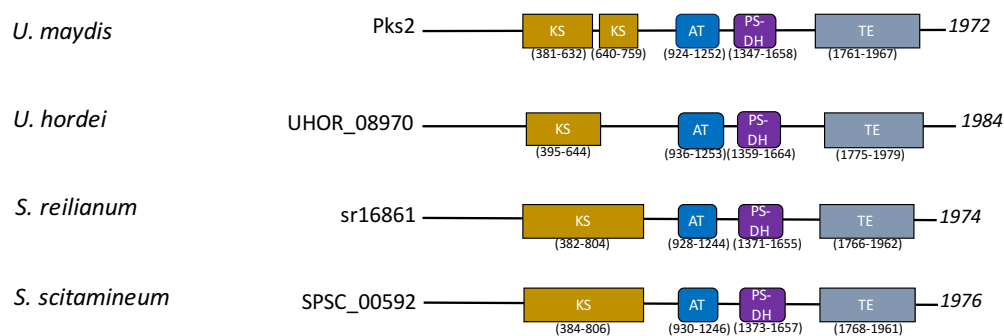 U. maydis Pks2 KS KS AT PS-DH TE 1972
(381-632) (640-759) (924-1252) (1347-1658) (1761-1967)
U. hordei UHOR_08970 KS AT PS-DH TE 1984
(395-644) (936-1253) (1359-1664) (1775-1979)
S. reilianum sr16861 KS AT PS-DH TE 1974
(382-804) (928-1244) (1371-1655) (1766-1962)
S. scitamineum SPSC_00592 KS AT PS-DH TE 1976
(384-806) (930-1246) (1373-1657) (1768-1961)